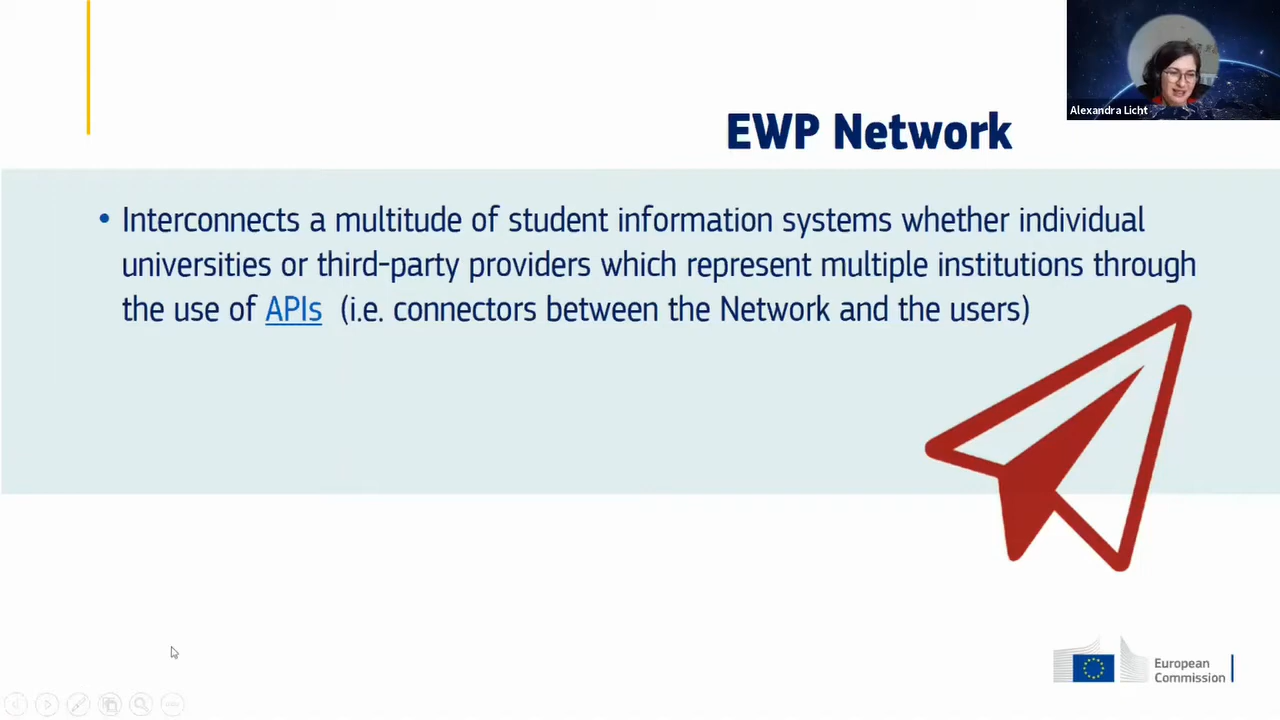 Alexandra Licht
EWP Network
• Interconnects a multitude of student information systems whether individual
universities or third-party providers which represent multiple institutions through
the use of APIs (i.e. connectors between the Network and the users)
European
Commission